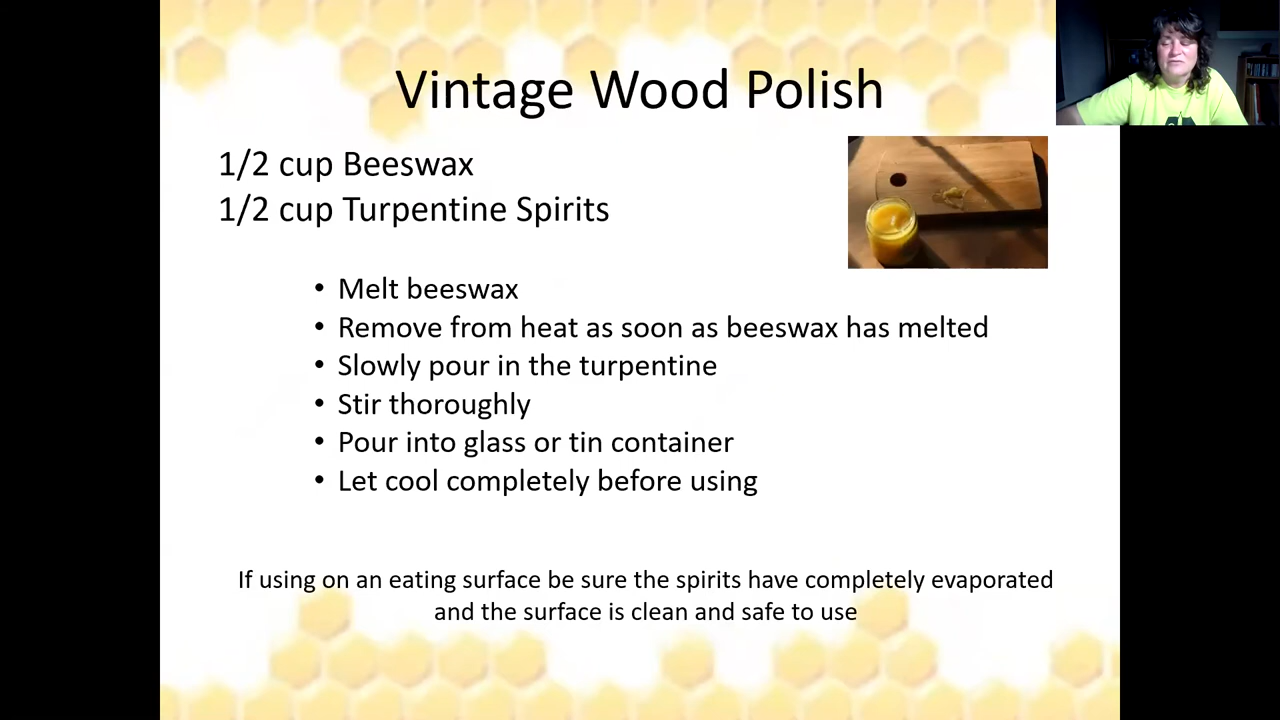 Vintage Wood Polish
1/2 cup Beeswax
1/2 cup Turpentine Spirits
• Melt beeswax
• Remove from heat as soon as beeswax has melted
• Slowly pour in the turpentine
• Stir thoroughly
• Pour into glass or tin container
• Let cool completely before using
If using on an eating surface be sure the spirits have completely evaporated
and the surface is clean and safe to use